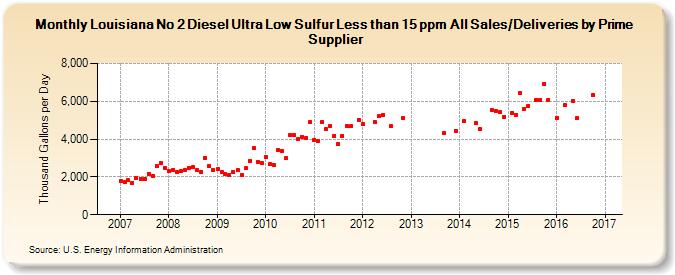 Monthly Louisiana No 2 Diesel Ultra Low Sulfur Less than 15 ppm All Sales/Deliveries by Prime
Supplier
Thousand Gallons per Day
8,000
6,000
4,000
2,000
0
2007 2008 2009 2010 2011 2012 2013 2014 2015 2016 2017
Source: U.S. Energy Information Administration